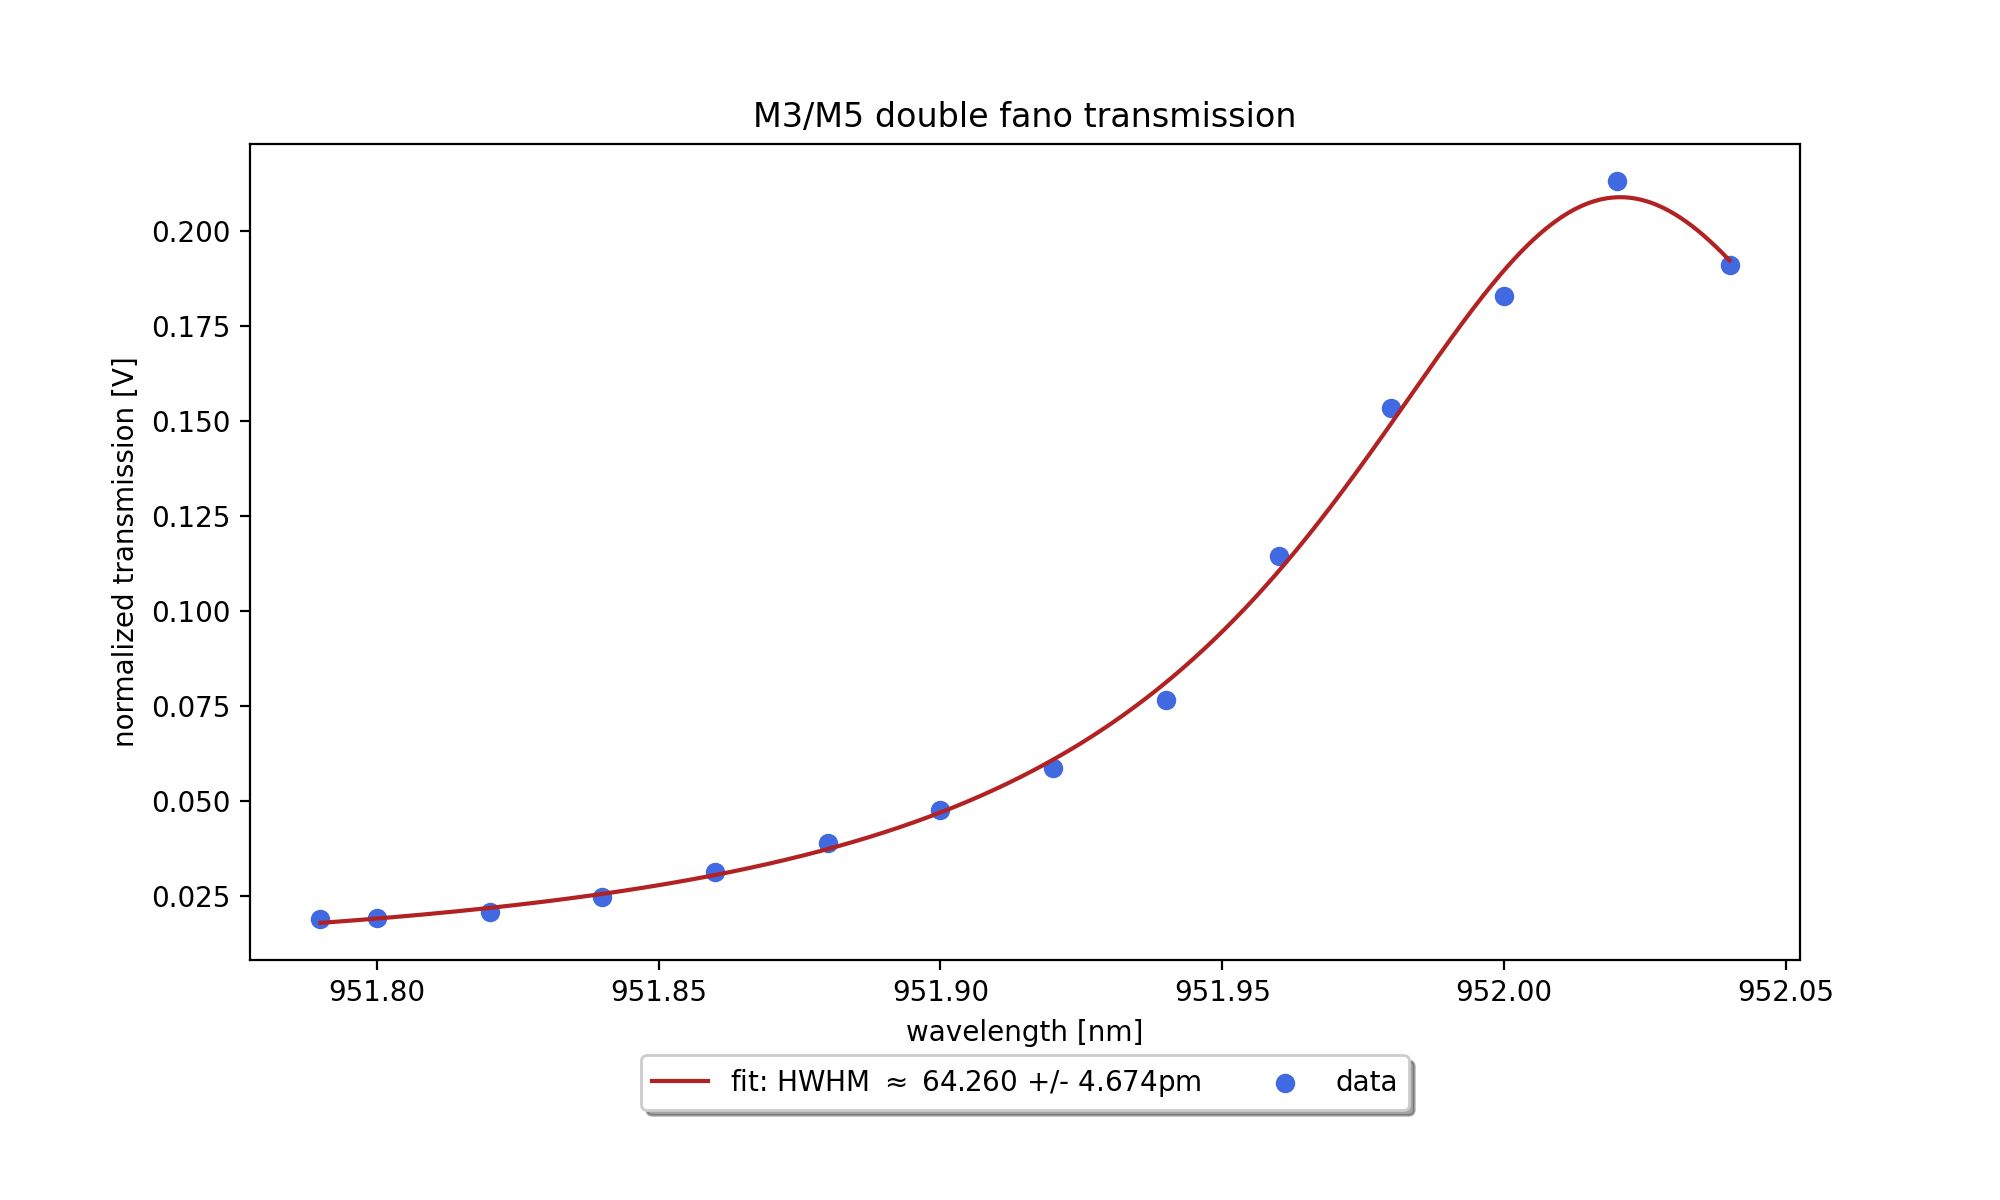 M3/M5 double fano transmission
normalized transmission [V]
0.200
0.175
0.150
0.125
0.100
0.075
0.050
0.025
951.80 951.85 951.90 951.95 952.00 952.05
wavelength [nm]
fit: HWHM ≈ 64.260 +/- 4.674pm data